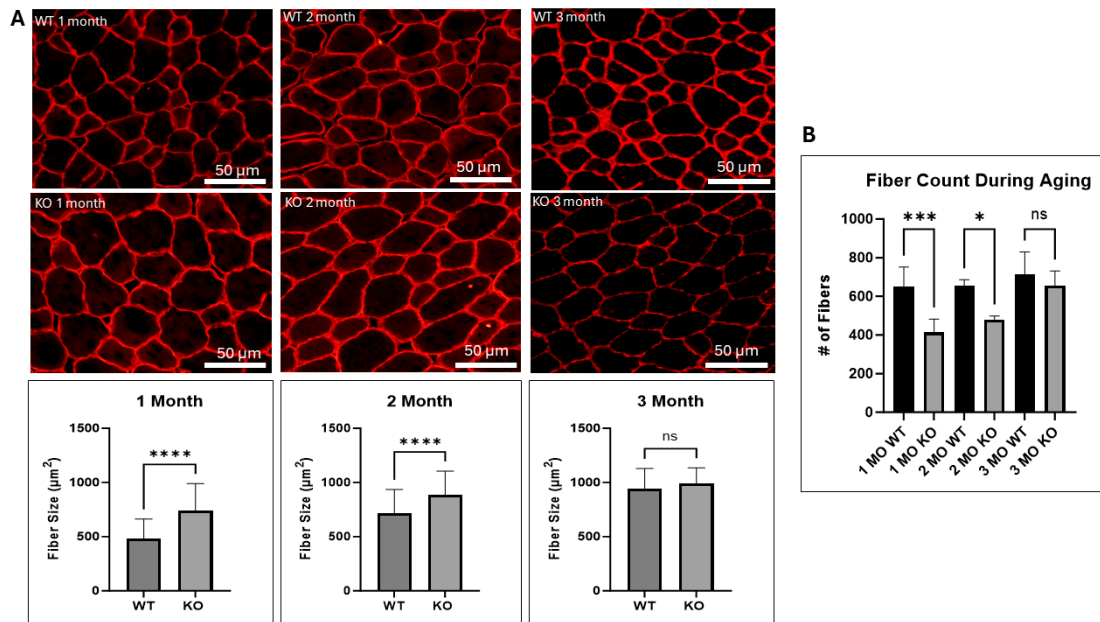 A
WT 1 month
50 µm
WT 2 month
50 µm
WT 3 month
50 µm
KO 1 month
50 µm
KO 2 month
50 µm
KO 3 month
50 µm
1 Month
Fiber Size (µm²)
1500
1000
500
0
****
WT
KO
2 Month
Fiber Size (µm²)
1500
1000
500
0
****
WT
KO
3 Month
Fiber Size (µm²)
1500
1000
500
0
ns
WT
KO
B
Fiber Count During Aging
# of Fibers
1000
800
600
400
200
0
***
*
ns
1 MO WT
1 MO KO
2 MO WT
2 MO KO
3 MO WT
3 MO KO